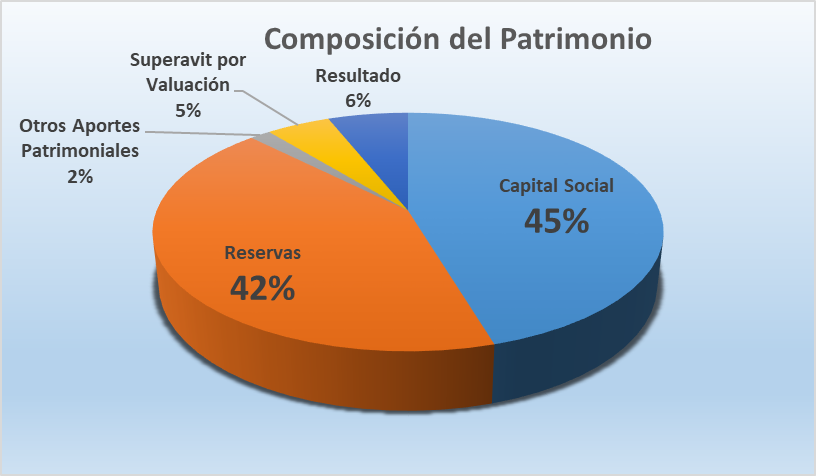 Composición del Patrimonio
Superavit por
Valuación
5%
Resultado
6%
Otros Aportes
Patrimoniales
2%
Capital Social
45%
Reservas
42%